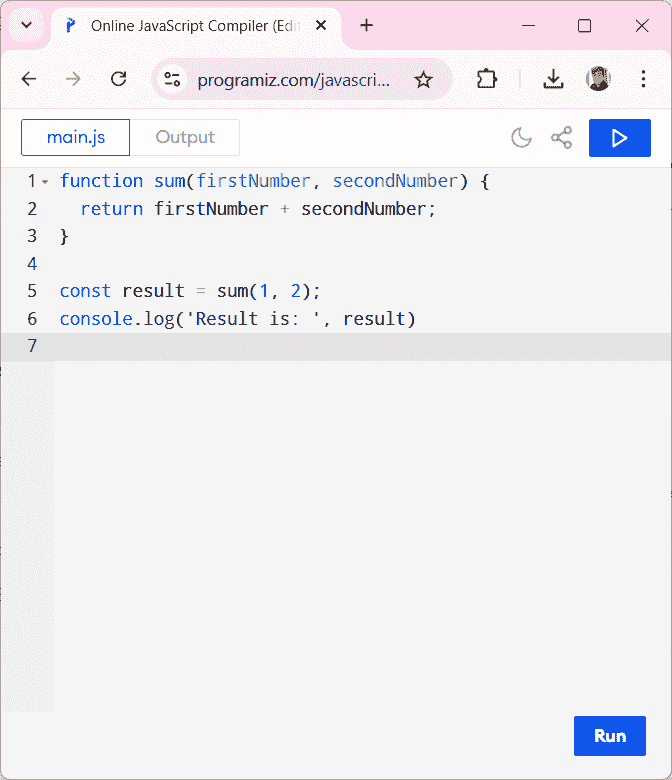 Online JavaScript Compiler (Edi
programiz.com/javascri...
main.js
Output
1 function sum(firstNumber, secondNumber) {
2   return firstNumber + secondNumber;
3 }
4
5 const result = sum(1, 2);
6 console.log('Result is: ', result)
7
Run